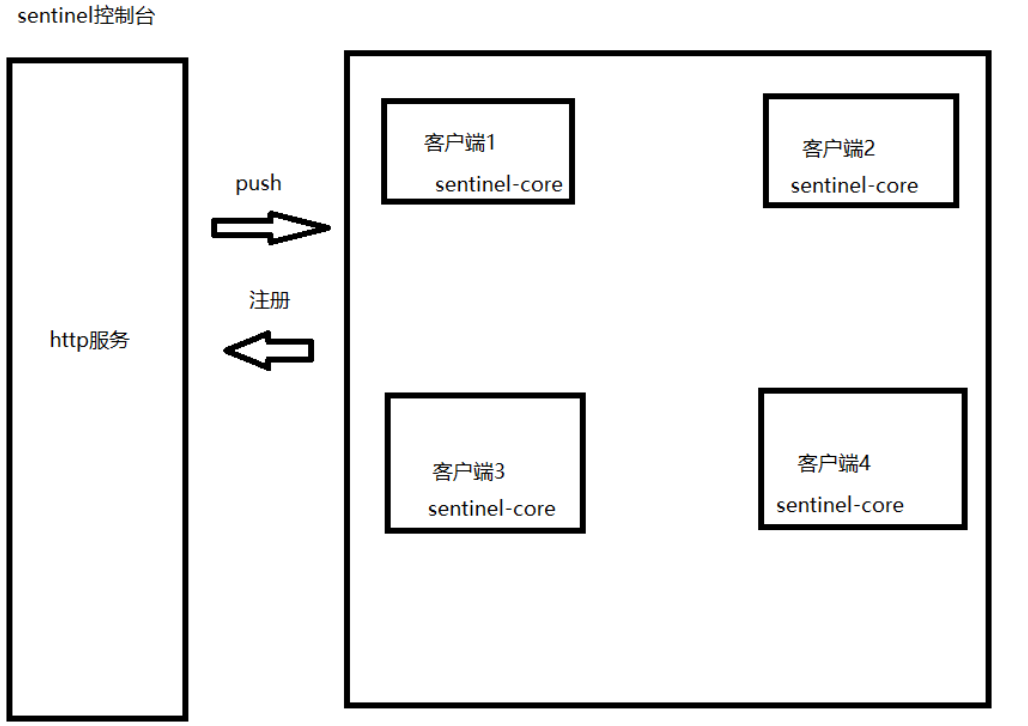 sentinel控制台
http服务
push
注册
客户端1
sentinel-core
客户端2
sentinel-core
客户端3
sentinel-core
客户端4
sentinel-core